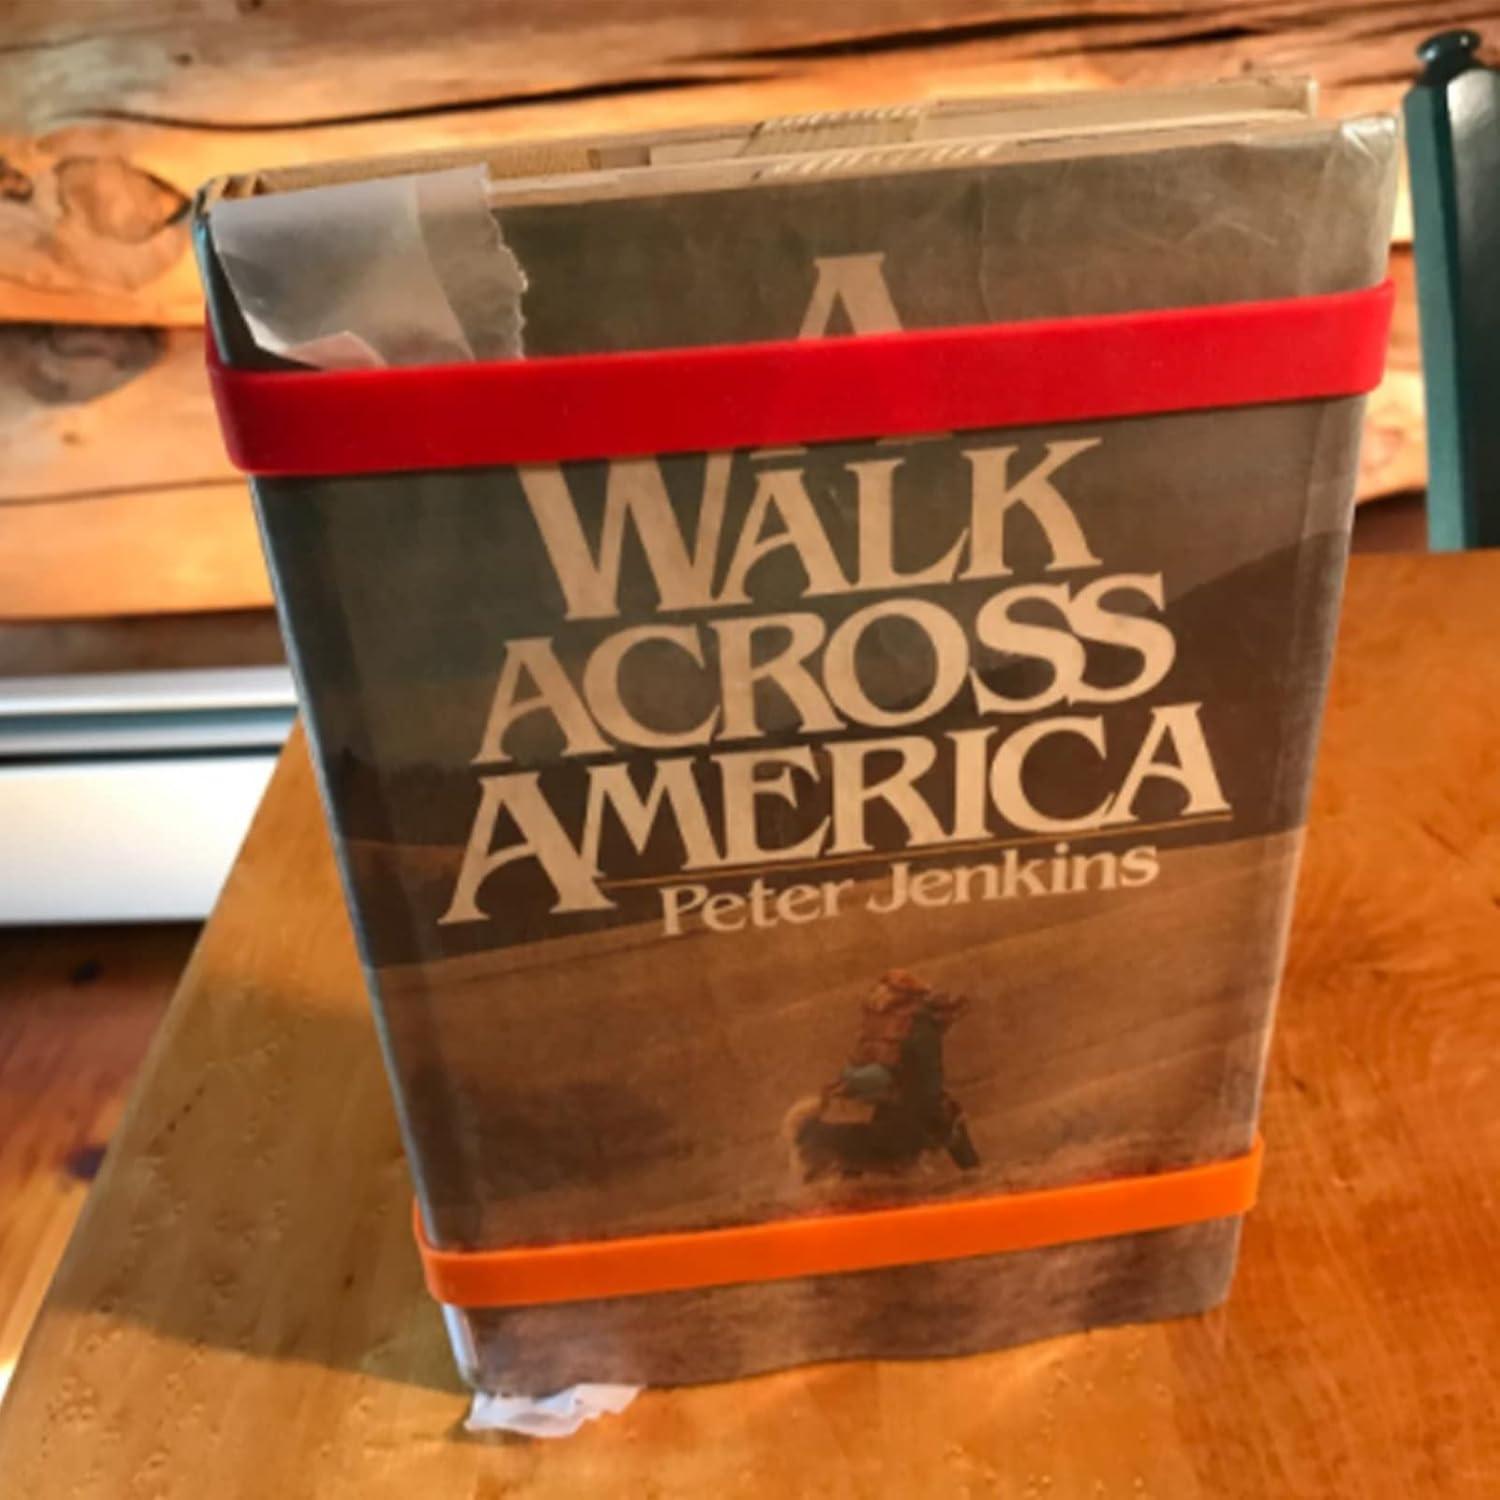 A
WALK
ACROSS
AMERICA
Peter Jenkins